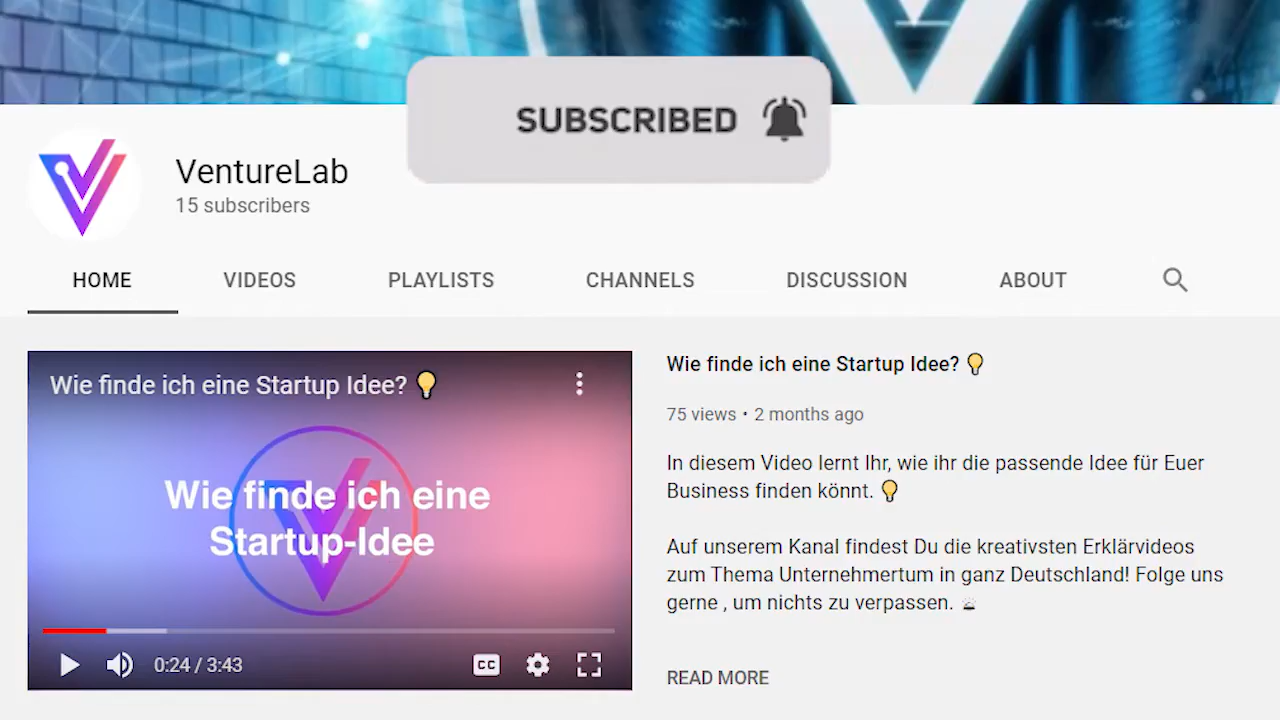 SUBSCRIBED
VentureLab
15 subscribers
HOME VIDEOS PLAYLISTS CHANNELS DISCUSSION ABOUT
Wie finde ich eine Startup Idee? 💡
Wie finde ich eine
Startup-Idee
0:24 / 3:43
CC
Wie finde ich eine Startup Idee? 💡
75 views • 2 months ago
In diesem Video lernt Ihr, wie ihr die passende Idee für Euer
Business finden könnt. 💡
Auf unserem Kanal findest Du die kreativsten Erklärvideos
zum Thema Unternehmertum in ganz Deutschland! Folge uns
gerne , um nichts zu verpassen.
READ MORE